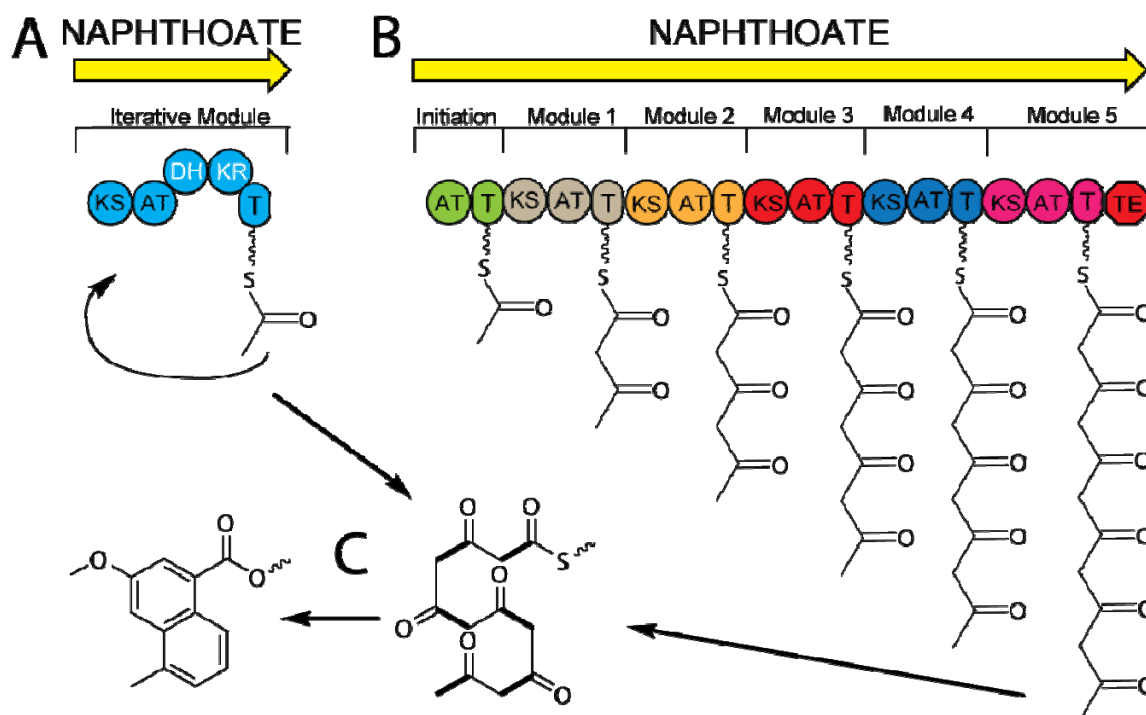 A NAPHTHOATE
B NAPHTHOATE
Iterative Module
Initiation Module 1 Module 2 Module 3 Module 4 Module 5
KS AT DH KR T
AT T KS AT T KS AT T KS AT T KS AT T KS AT T TE
S S S S S S S
O O O O O O O
O O O O O
O O O O
O O O
O O
O
C
O O S
O O
O O
O
O O O